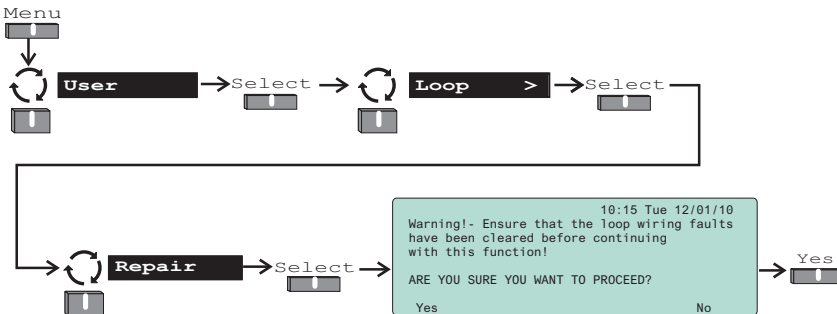 Menu
User
Select
Loop >
Select
Repair
Select
10:15 Tue 12/01/10
Warning!- Ensure that the loop wiring faults
have been cleared before continuing
with this function!
ARE YOU SURE YOU WANT TO PROCEED?
Yes No
Yes